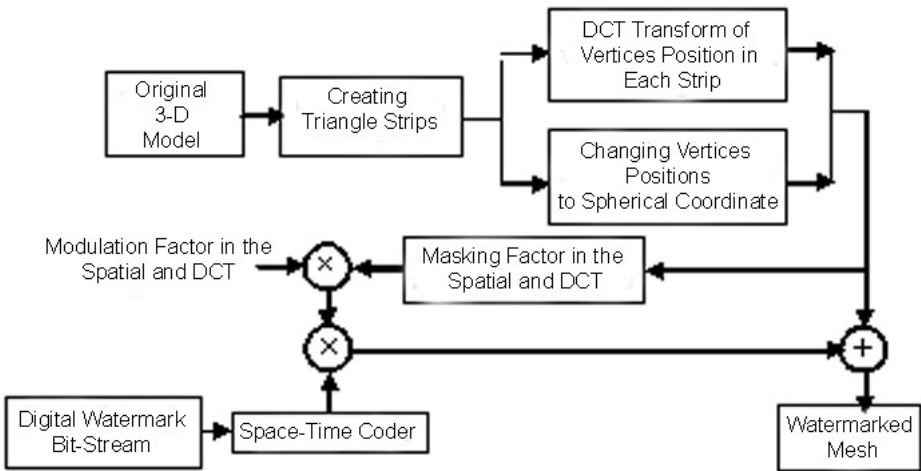 DCT Transform of
Vertices Position in
Each Strip
Original
3-D
Model
Creating
Triangle Strips
Changing Vertices
Positions
to Spherical Coordinate
Modulation Factor in the
Spatial and DCT
×
Masking Factor in the
Spatial and DCT
×
+
Digital Watermark
Bit-Stream
Space-Time Coder
Watermarked
Mesh